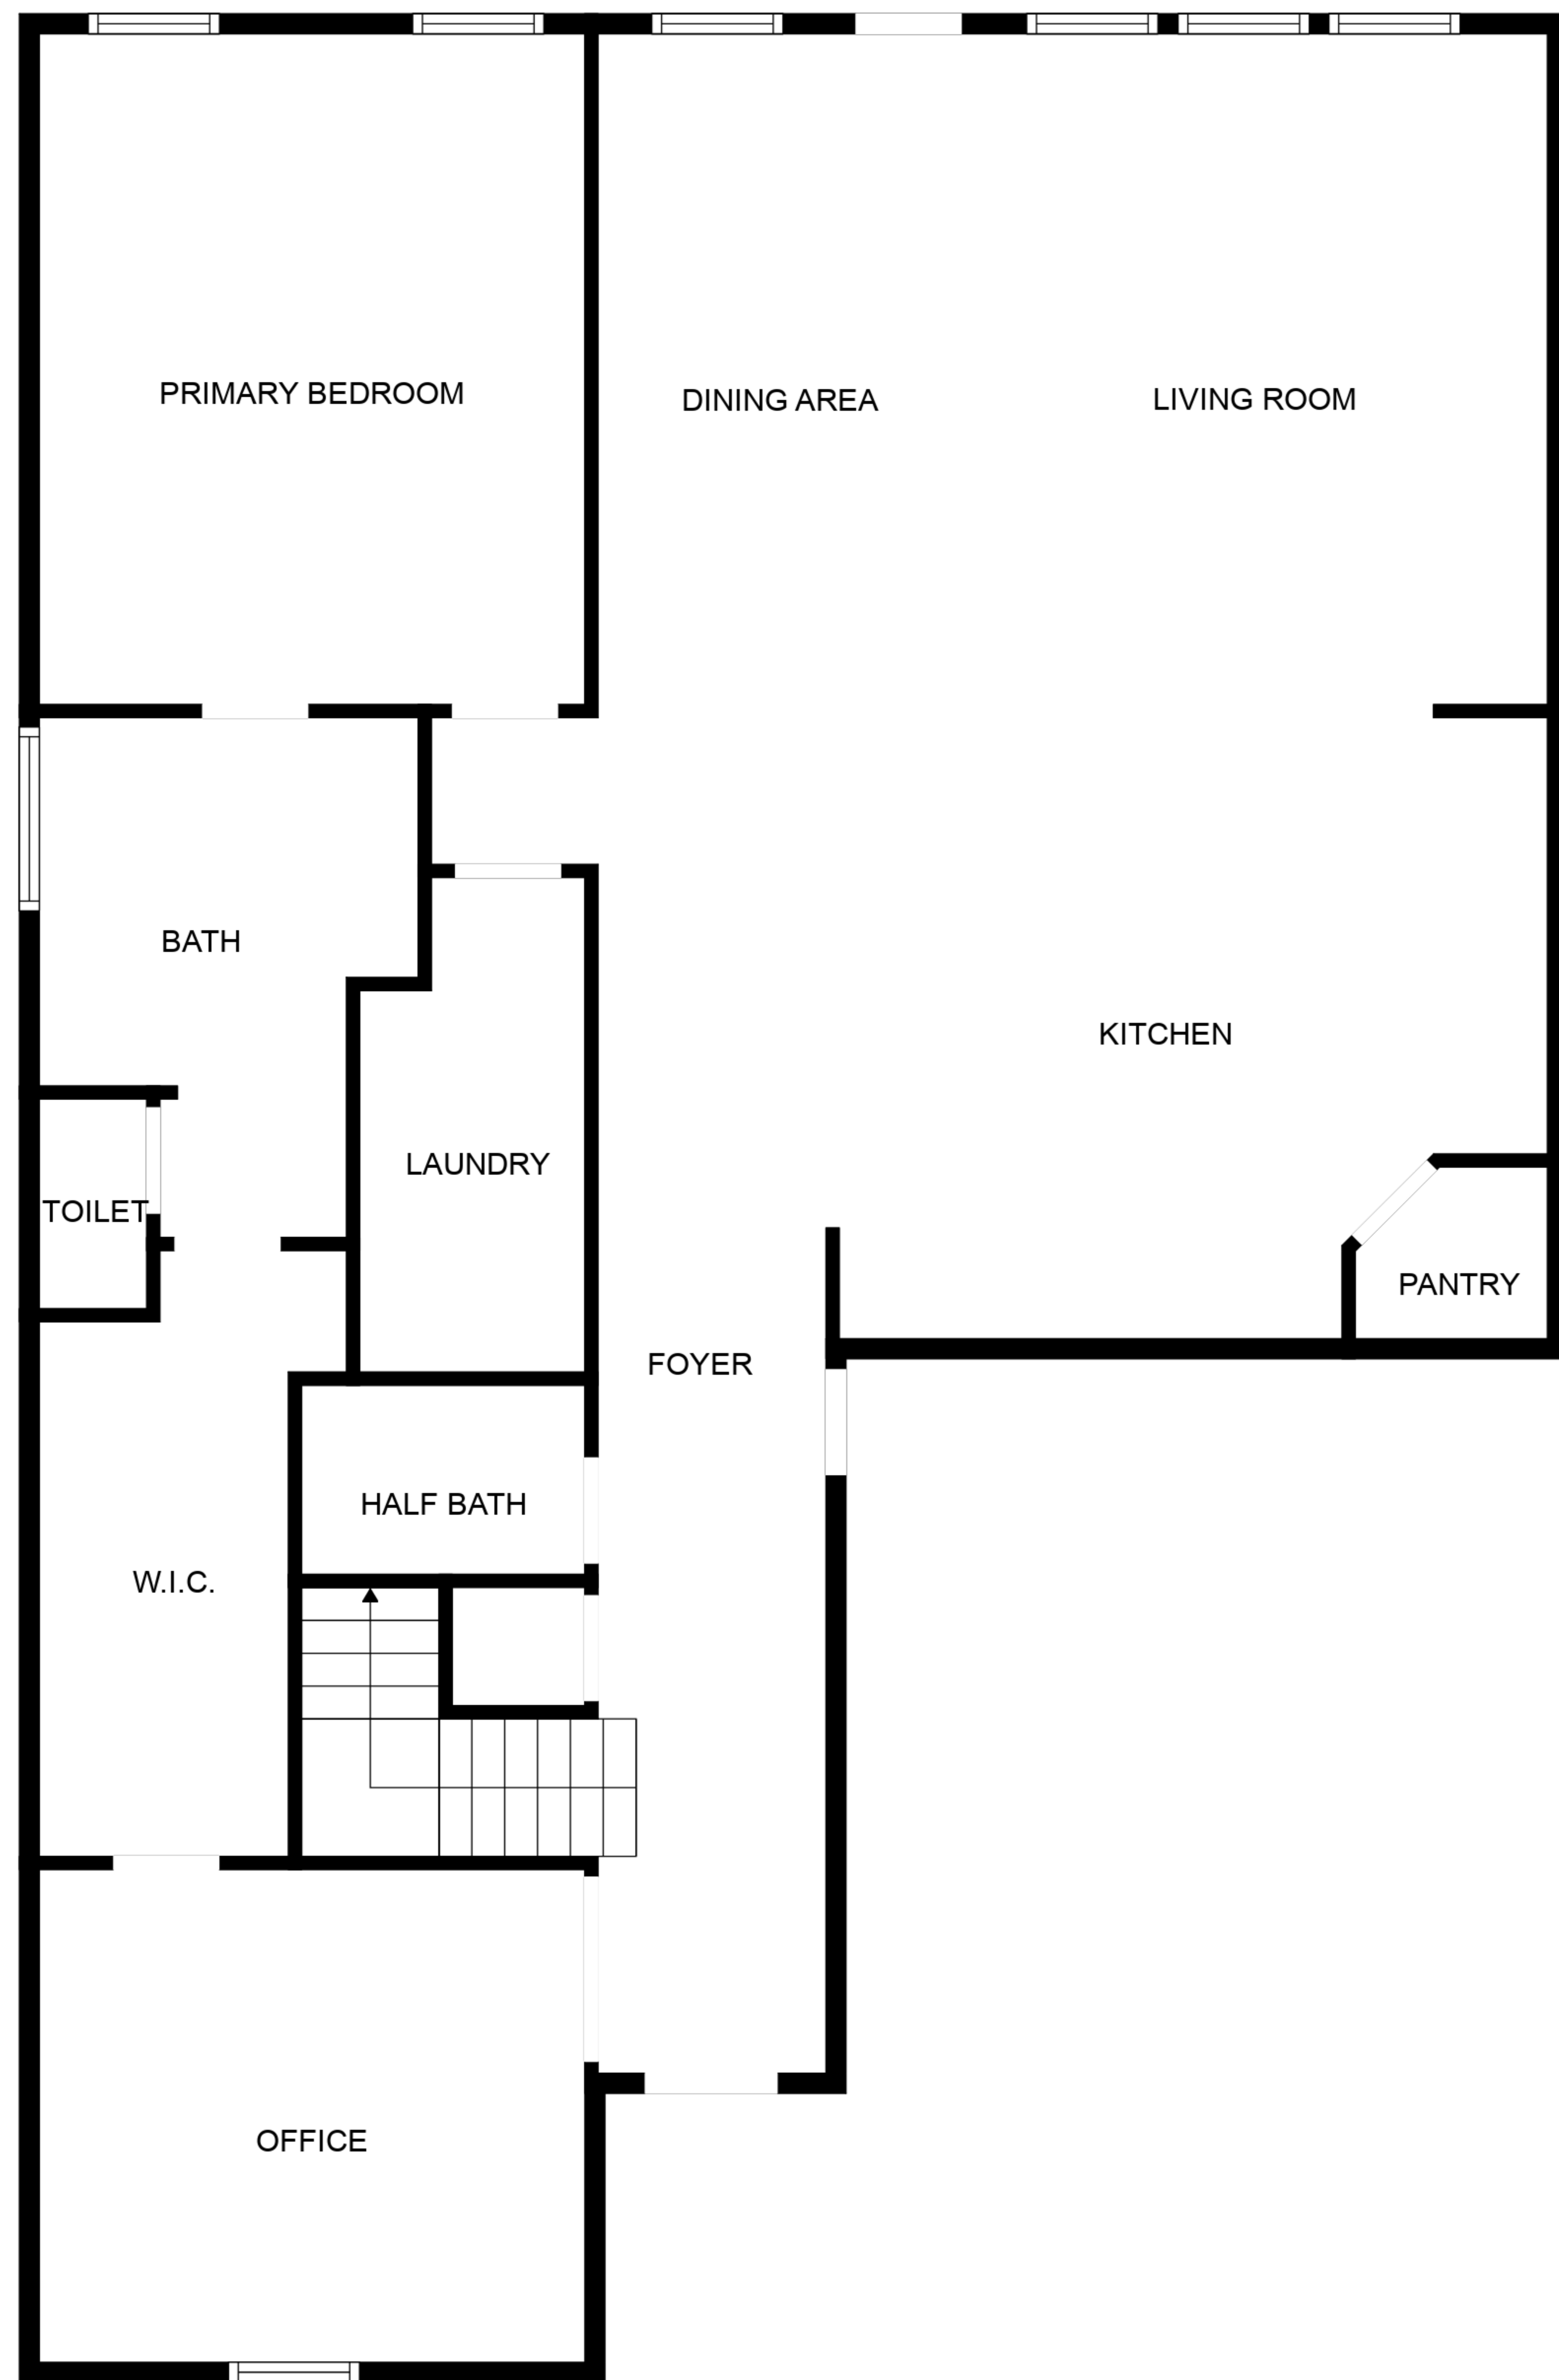 PRIMARY BEDROOM
DINING AREA
LIVING ROOM
BATH
KITCHEN
LAUNDRY
TOILET
PANTRY
FOYER
HALF BATH
W.I.C.
OFFICE